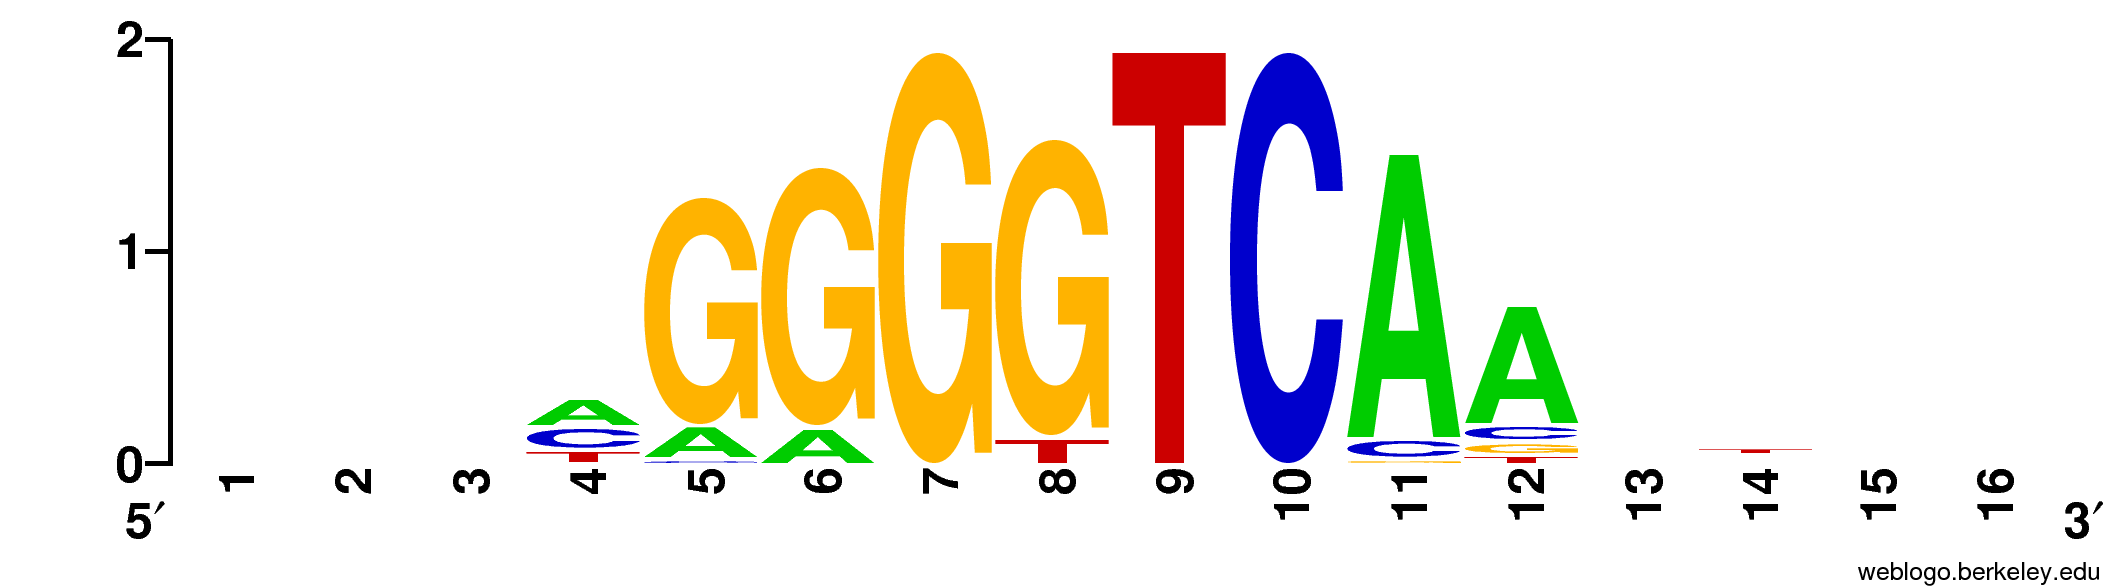 2
1
0
A G G G G T C A A
C A A T C C
T G G
T T
1 2 3 4 5 6 7 8 9 10 11 12 13 14 15 16
5′ 3′
weblogo.berkeley.edu